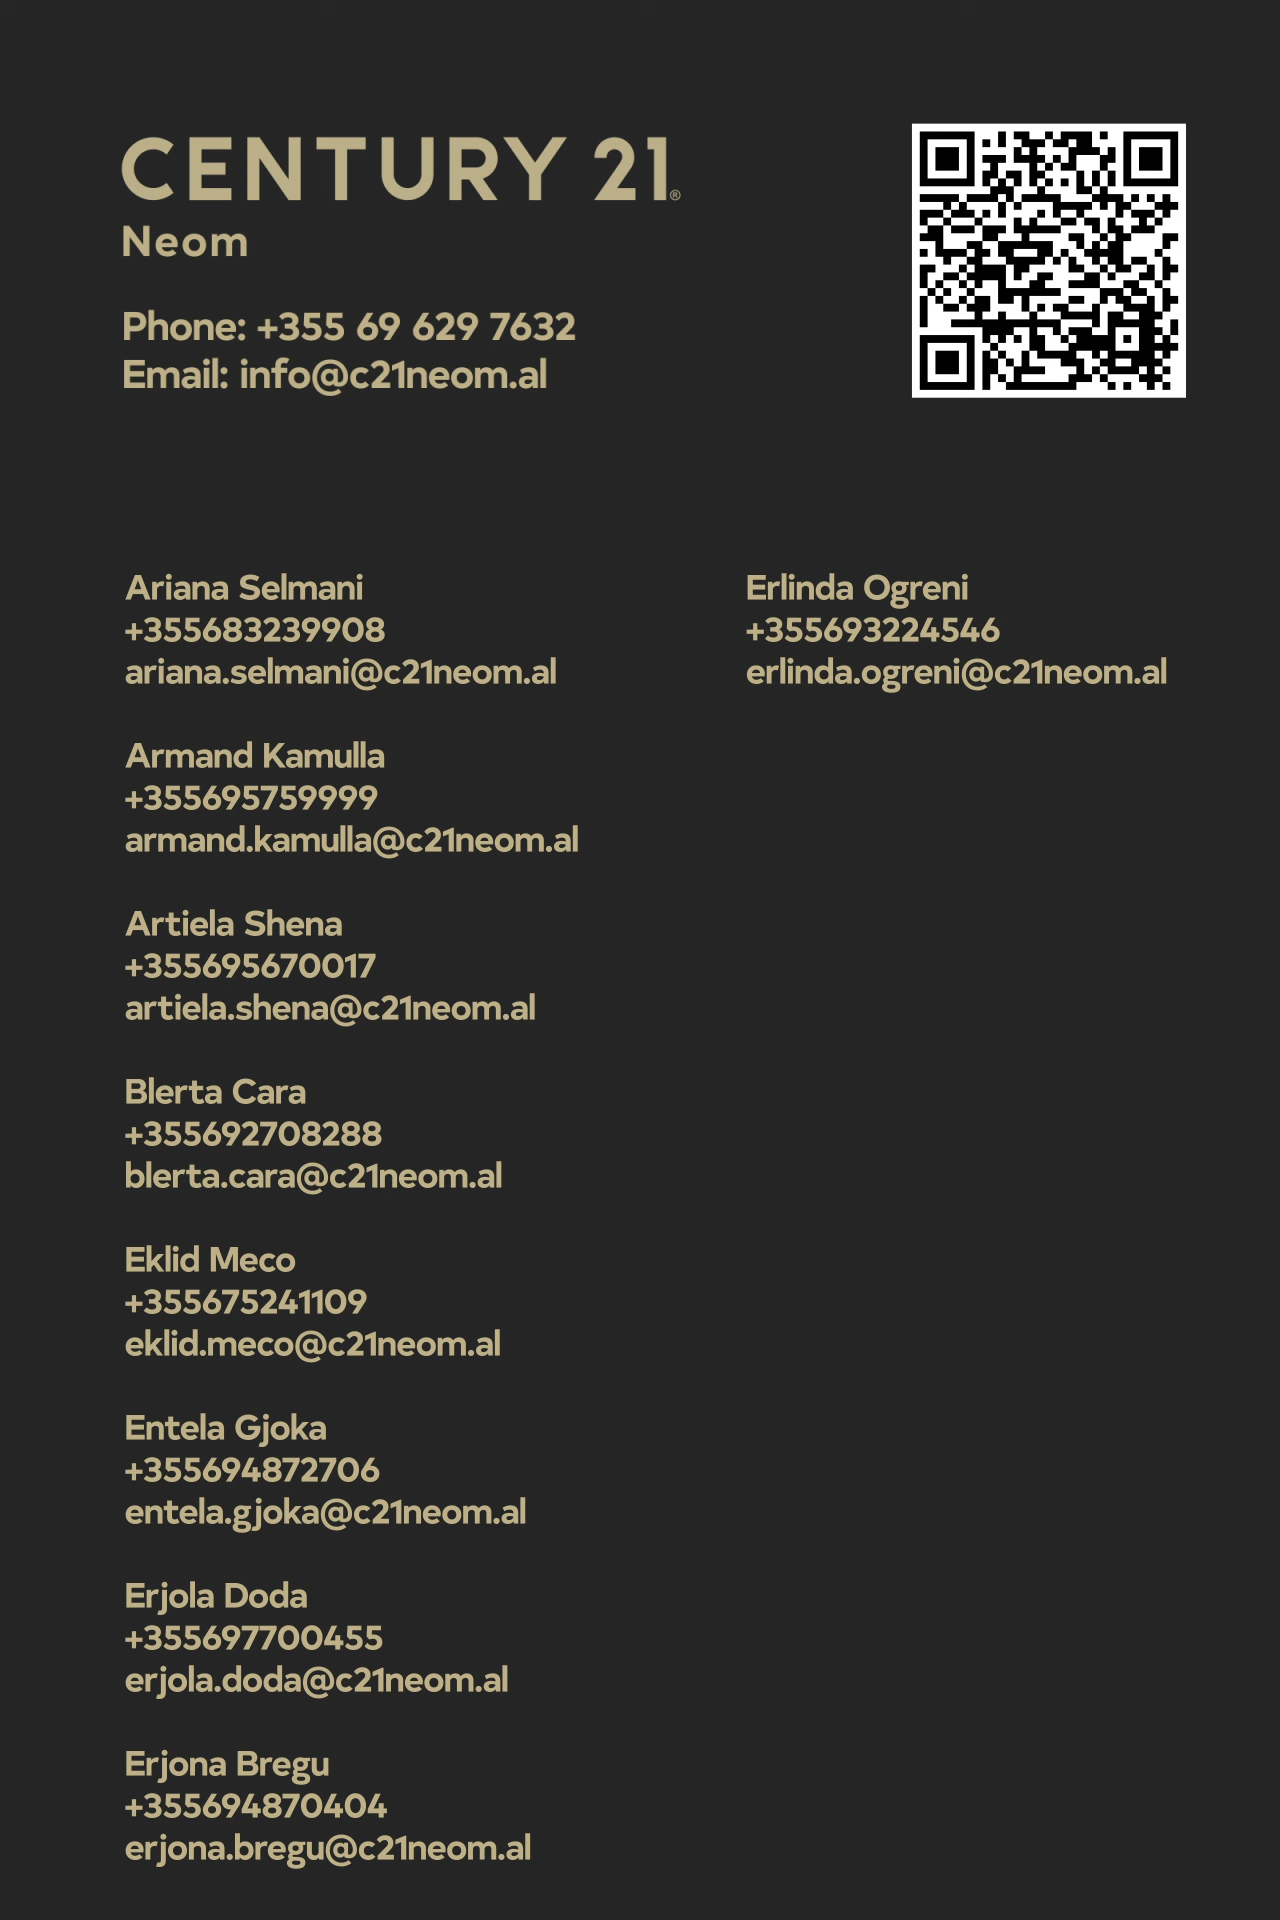 CENTURY 21®
Neom
Phone: +355 69 629 7632
Email: info@c21neom.al
Ariana Selmani
+355683239908
ariana.selmani@c21neom.al
Armand Kamulla
+355695759999
armand.kamulla@c21neom.al
Artiela Shena
+355695670017
artiela.shena@c21neom.al
Blerta Cara
+355692708288
blerta.cara@c21neom.al
Eklid Meco
+355675241109
eklid.meco@c21neom.al
Entela Gjoka
+355694872706
entela.gjoka@c21neom.al
Erjola Doda
+355697700455
erjola.doda@c21neom.al
Erjona Bregu
+355694870404
erjona.bregu@c21neom.al
Erlinda Ogreni
+355693224546
erlinda.ogreni@c21neom.al